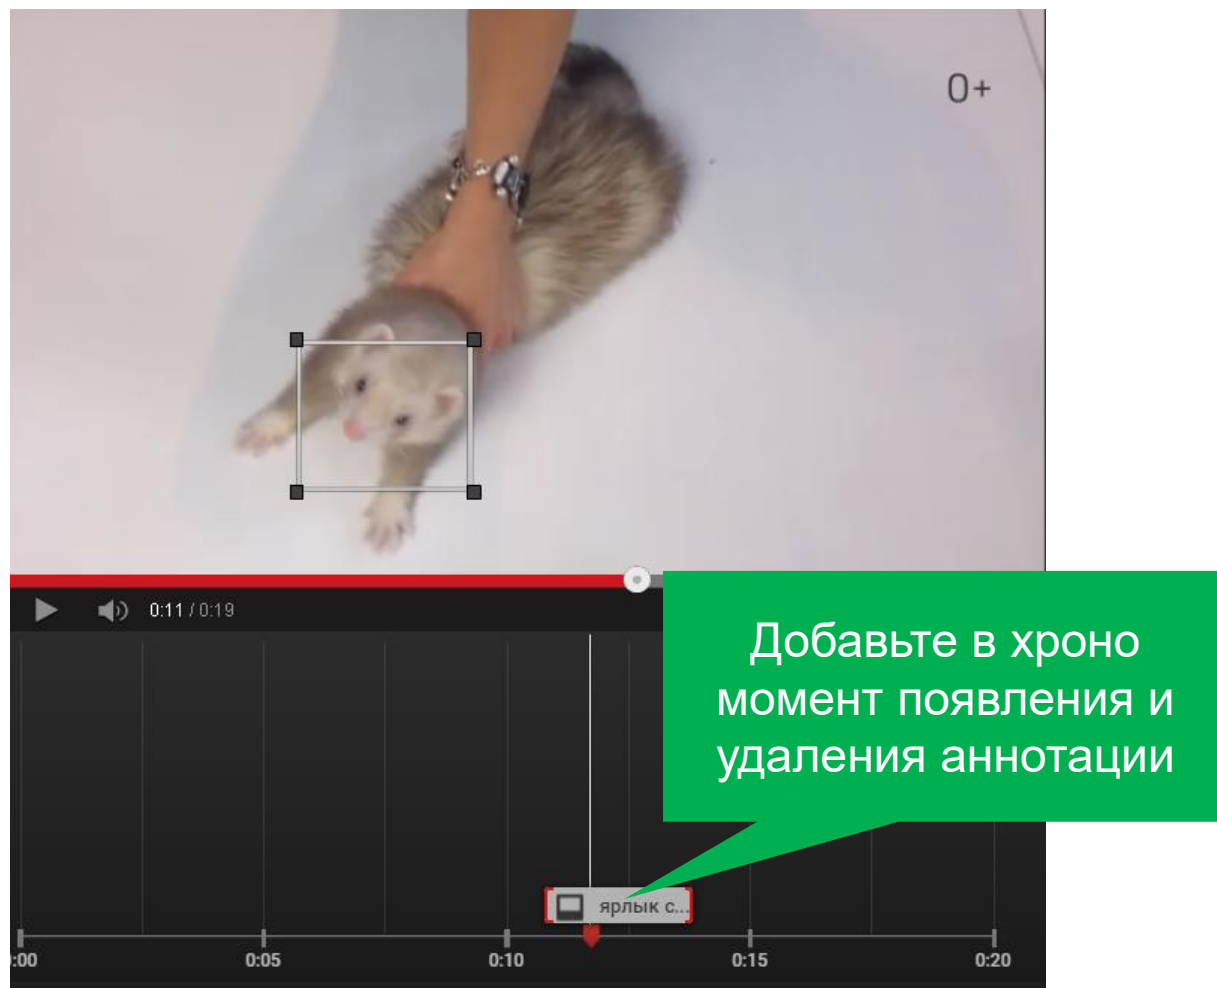 0+
0:11 / 0:19
Добавьте в хроно
момент появления и
удаления аннотации
ярлык с...
:00 0:05 0:10 0:15 0:20